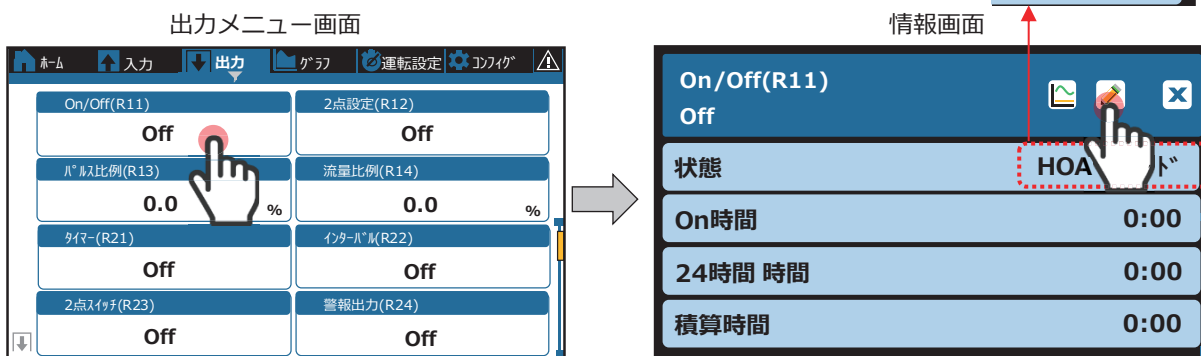 出力メニュー画面
情報画面
ﾎｰﾑ 入力 出力 ｸﾞﾗﾌ 運転設定 ｺﾝﾌｨｸﾞ
On/Off(R11)
Off
2点設定(R12)
Off
ﾊﾟﾙｽ比例(R13)
0.0 %
流量比例(R14)
0.0 %
ﾀｲﾏｰ(R21)
Off
ｲﾝﾀｰﾊﾞﾙ(R22)
Off
2点ｽｲｯﾁ(R23)
Off
警報出力(R24)
Off
On/Off(R11)
Off
状態 HOA ﾄﾞ
On時間 0:00
24時間 時間 0:00
積算時間 0:00